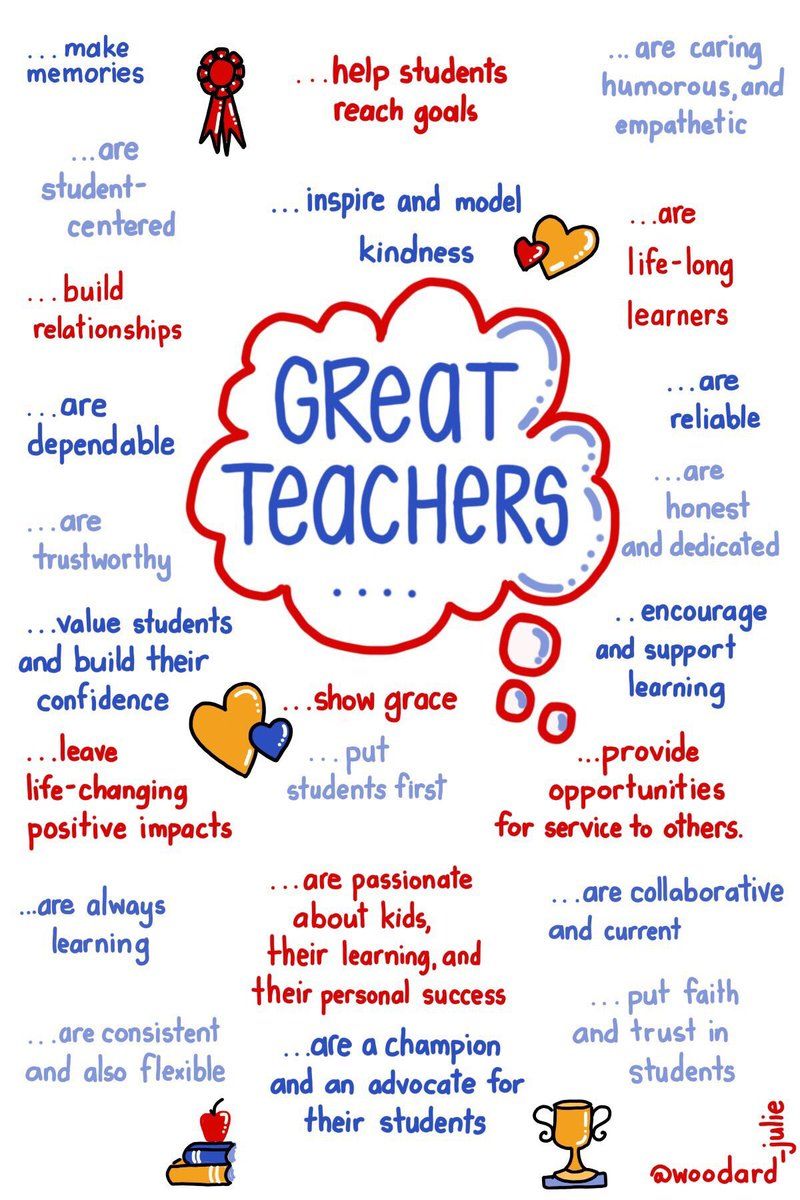 ...make
memories
...help students
reach goals
... are caring
humorous, and
empathetic
...are
student-
centered
...inspire and model
kindness
...are
life-long
learners
...build
relationships
GREAT
TEACHERS
....
...are
dependable
...are
reliable
...are
trustworthy
...are
honest
and dedicated
...value students
and build their
confidence
..encourage
and support
learning
...show grace
...leave
life-changing
positive impacts
...put
students first
...provide
opportunities
for service to others.
...are always
learning
...are passionate
about kids,
their learning, and
their personal success
...are collaborative
and current
...are consistent
and also flexible
...are a champion
and an advocate for
their students
... put faith
and trust in
students
@woodard_julie